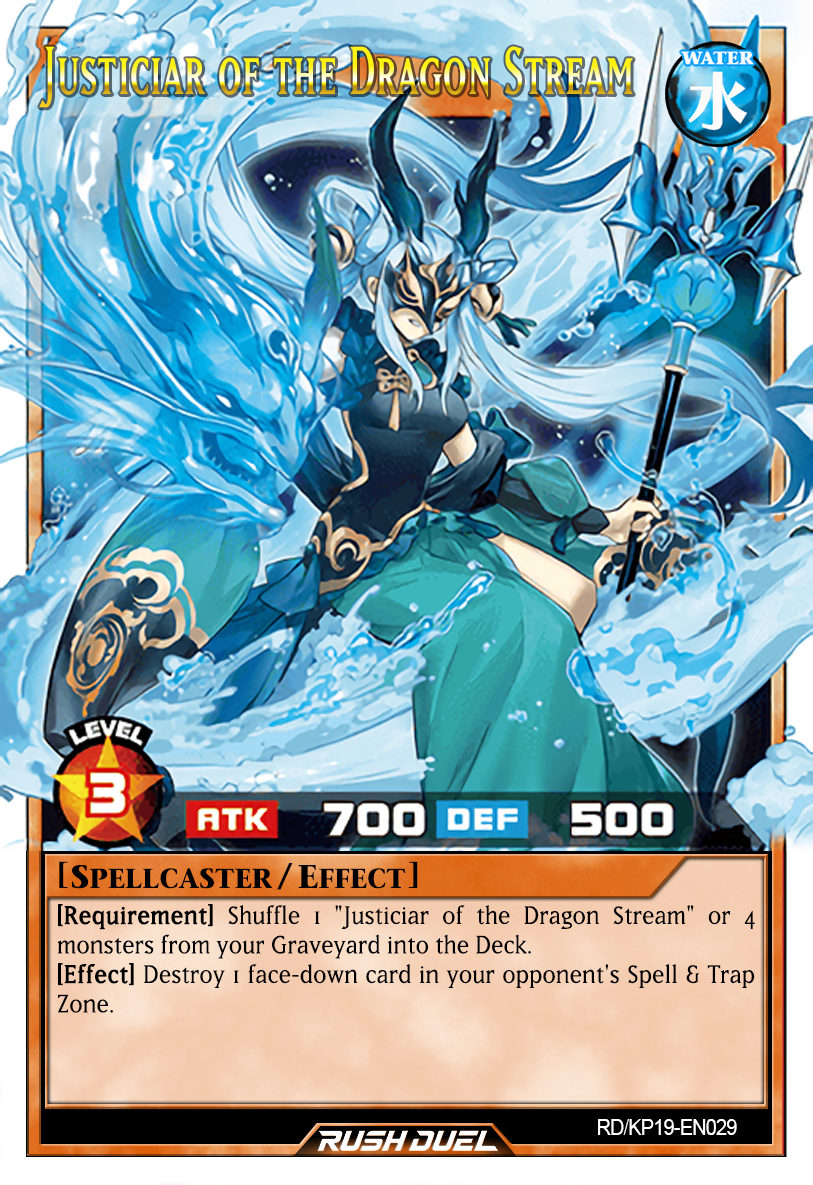 JUSTICIAR OF THE DRAGON STREAM
WATER
水
LEVEL
3
ATK 700 DEF 500
[SPELLCASTER / EFFECT]
[Requirement] Shuffle 1 "Justiciar of the Dragon Stream" or 4
monsters from your Graveyard into the Deck.
[Effect] Destroy 1 face-down card in your opponent's Spell & Trap
Zone.
RD/KP19-EN029
RUSH DUEL